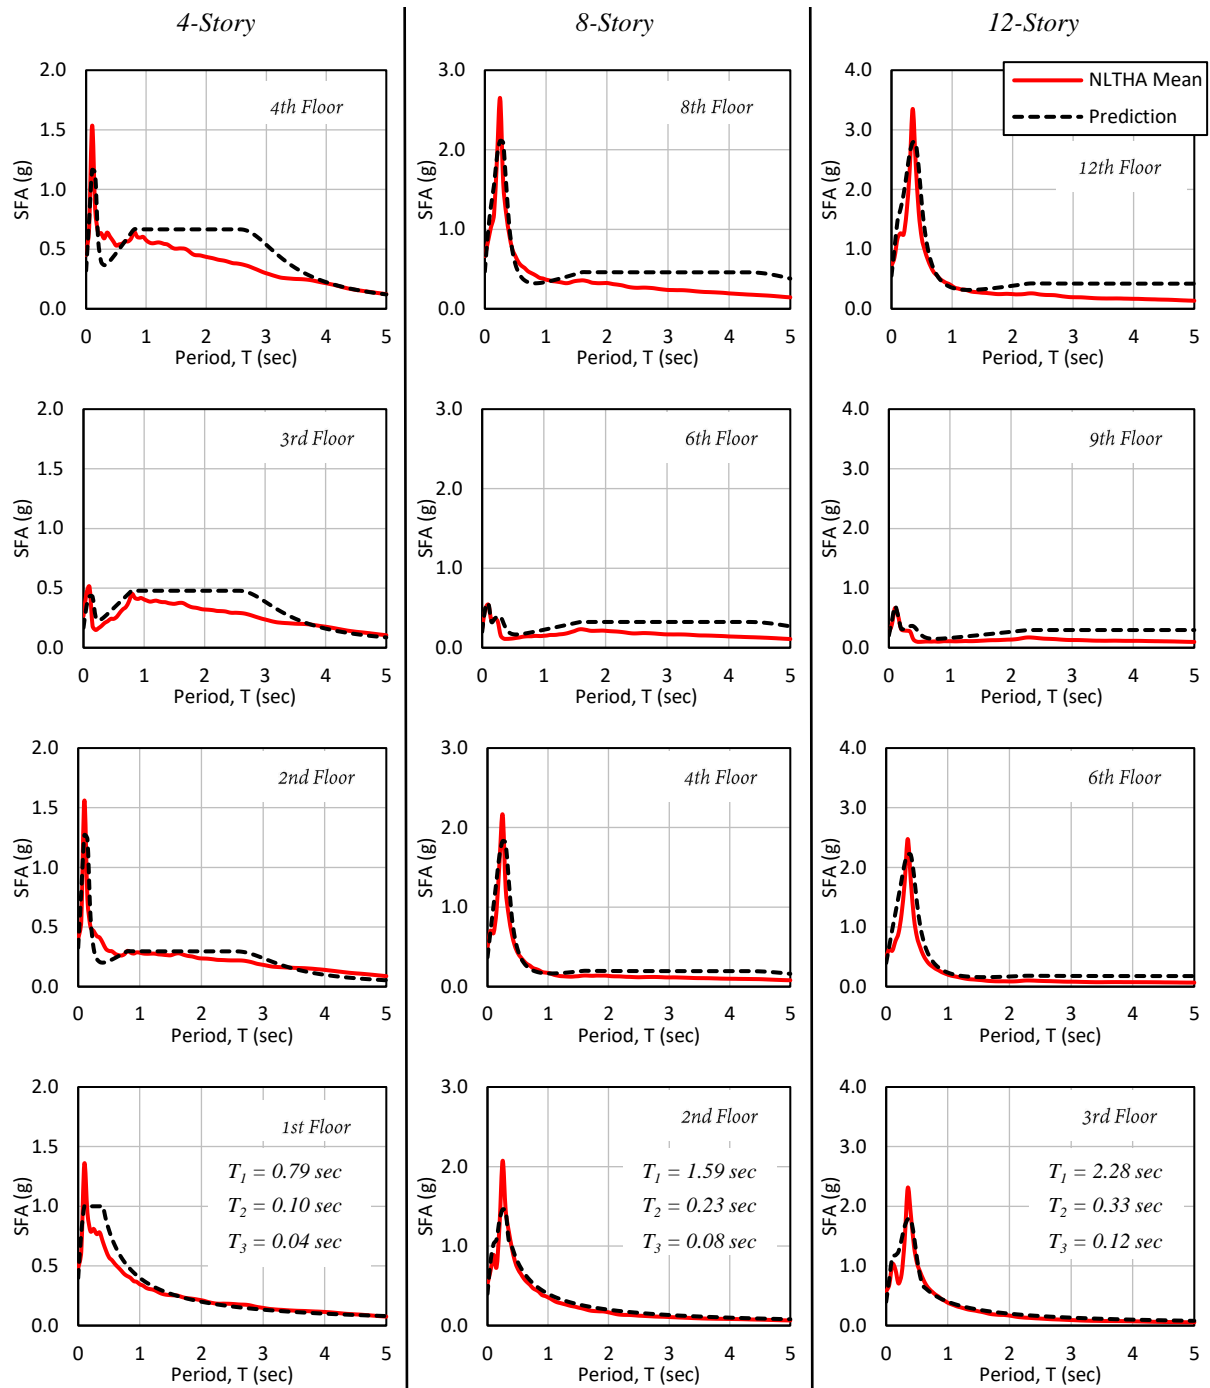 4-Story
8-Story
12-Story
2.0
1.5
1.0
0.5
0.0
SFA (g)
4th Floor
0 1 2 3 4 5
Period, T (sec)
3.0
2.0
1.0
0.0
SFA (g)
8th Floor
0 1 2 3 4 5
Period, T (sec)
4.0
3.0
2.0
1.0
0.0
SFA (g)
NLTHA Mean
Prediction
12th Floor
0 1 2 3 4 5
Period, T (sec)
2.0
1.5
1.0
0.5
0.0
SFA (g)
3rd Floor
0 1 2 3 4 5
Period, T (sec)
3.0
2.0
1.0
0.0
SFA (g)
6th Floor
0 1 2 3 4 5
Period, T (sec)
4.0
3.0
2.0
1.0
0.0
SFA (g)
9th Floor
0 1 2 3 4 5
Period, T (sec)
2.0
1.5
1.0
0.5
0.0
SFA (g)
2nd Floor
0 1 2 3 4 5
Period, T (sec)
3.0
2.0
1.0
0.0
SFA (g)
4th Floor
0 1 2 3 4 5
Period, T (sec)
4.0
3.0
2.0
1.0
0.0
SFA (g)
6th Floor
0 1 2 3 4 5
Period, T (sec)
2.0
1.5
1.0
0.5
0.0
SFA (g)
1st Floor
T1 = 0.79 sec
T2 = 0.10 sec
T3 = 0.04 sec
0 1 2 3 4 5
Period, T (sec)
3.0
2.0
1.0
0.0
SFA (g)
2nd Floor
T1 = 1.59 sec
T2 = 0.23 sec
T3 = 0.08 sec
0 1 2 3 4 5
Period, T (sec)
4.0
3.0
2.0
1.0
0.0
SFA (g)
3rd Floor
T1 = 2.28 sec
T2 = 0.33 sec
T3 = 0.12 sec
0 1 2 3 4 5
Period, T (sec)